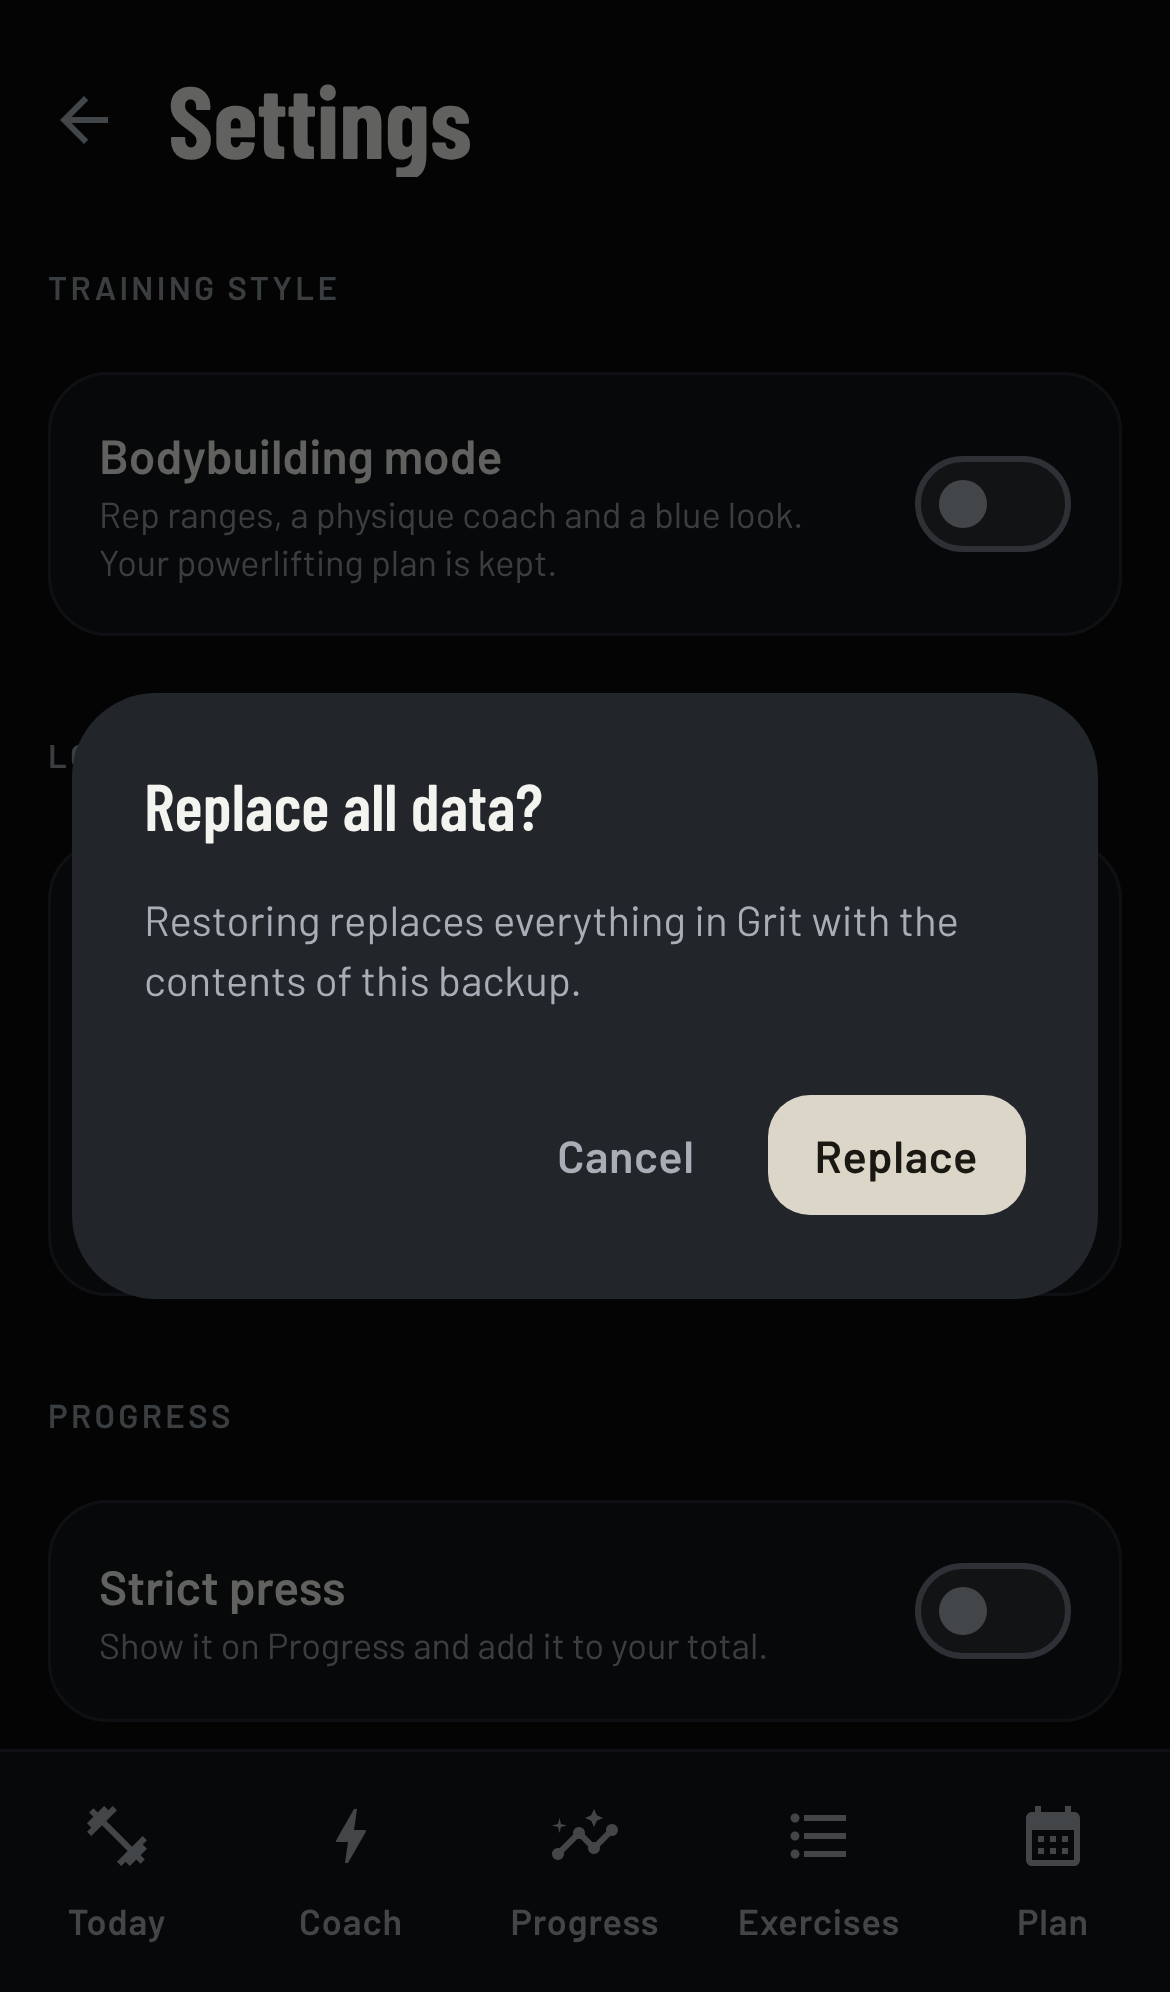 Settings
TRAINING STYLE
Bodybuilding mode
Rep ranges, a physique coach and a blue look.
Your powerlifting plan is kept.
Replace all data?
Restoring replaces everything in Grit with the
contents of this backup.
Cancel
Replace
PROGRESS
Strict press
Show it on Progress and add it to your total.
Today
Coach
Progress
Exercises
Plan